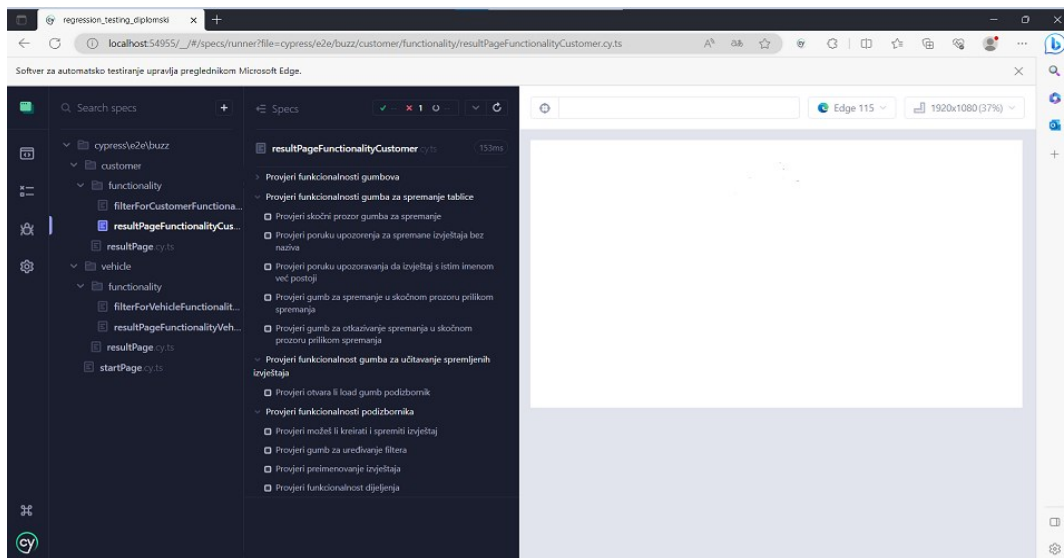 regression_testing_diplomski
localhost:54955/__/#/specs/runner?file=cypress/e2e/buzz/customer/functionality/resultPageFunctionalityCustomer.cy.ts
Softver za automatsko testiranje upravlja preglednikom Microsoft Edge.
Search specs
cypress\e2e\buzz
customer
functionality
filterForCustomerFunctiona...
resultPageFunctionalityCus...
resultPage.cy.ts
vehicle
functionality
filterForVehicleFunctionalit...
resultPageFunctionalityVeh...
resultPage.cy.ts
startPage.cy.ts
cy
Specs
-- 1 --
resultPageFunctionalityCustomer.cy.ts 153ms
Provjeri funkcionalnosti gumbova
Provjeri funkcionalnosti gumba za spremanje tablice
Provjeri skočni prozor gumba za spremanje
Provjeri poruku upozorenja za spremane izvještaja bez
naziva
Provjeri poruku upozoravanja da izvještaj s istim imenom
već postoji
Provjeri gumb za spremanje u skočnom prozoru prilikom
spremanja
Provjeri gumb za otkazivanje spremanja u skočnom
prozoru prilikom spremanja
Provjeri funkcionalnost gumba za učitavanje spremljenih
izvještaja
Provjeri otvara li load gumb podizbornik
Provjeri funkcionalnosti podizbornika
Provjeri možeš li kreirati i spremiti izvještaj
Provjeri gumb za uređivanje filtera
Provjeri preimenovanje izvještaja
Provjeri funkcionalnost dijeljenja
Edge 115
1920x1080 (37%)